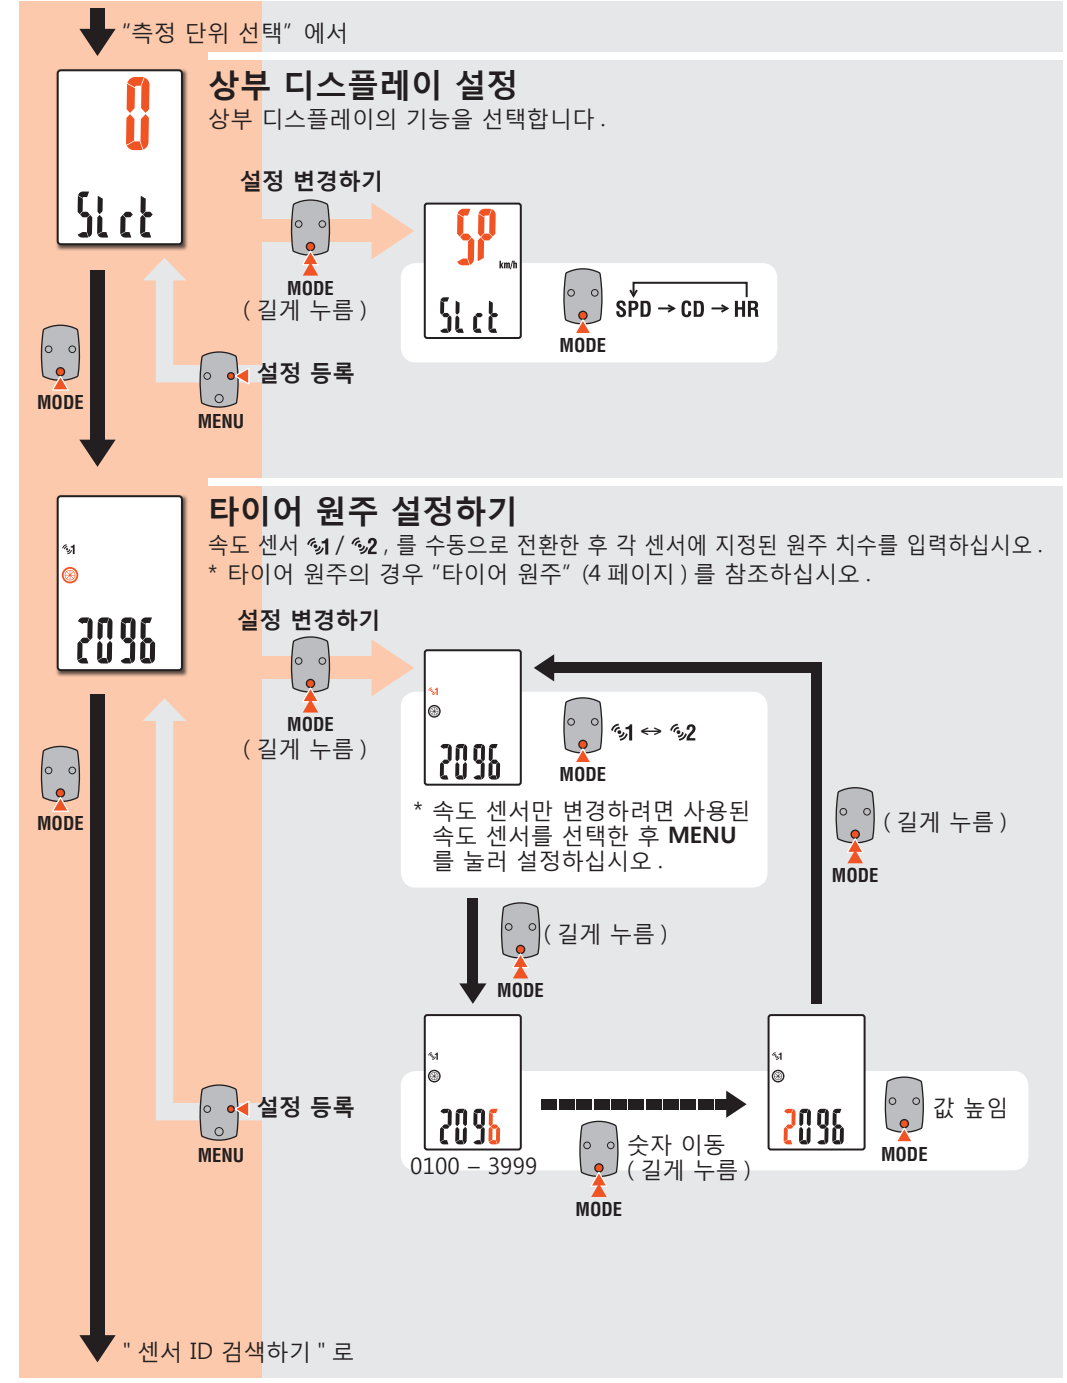 "측정 단위 선택" 에서
0
Slct
상부 디스플레이 설정
상부 디스플레이의 기능을 선택합니다.
설정 변경하기
MODE
(길게 누름)
SP
km/h
Slct
MODE
SPD → CD → HR
MODE
설정 등록
MENU
타이어 원주 설정하기
속도 센서 1 / 2 , 를 수동으로 전환한 후 각 센서에 지정된 원주 치수를 입력하십시오.
* 타이어 원주의 경우 "타이어 원주" (4 페이지) 를 참조하십시오.
1
2096
설정 변경하기
MODE
(길게 누름)
1
2096
MODE
1 ↔ 2
* 속도 센서만 변경하려면 사용된
속도 센서를 선택한 후 MENU
를 눌러 설정하십시오.
MODE
(길게 누름)
MODE
(길게 누름)
MODE
1
2096
0100 – 3999
숫자 이동
(길게 누름)
MODE
1
2096
값 높임
MODE
설정 등록
MENU
" 센서 ID 검색하기 " 로